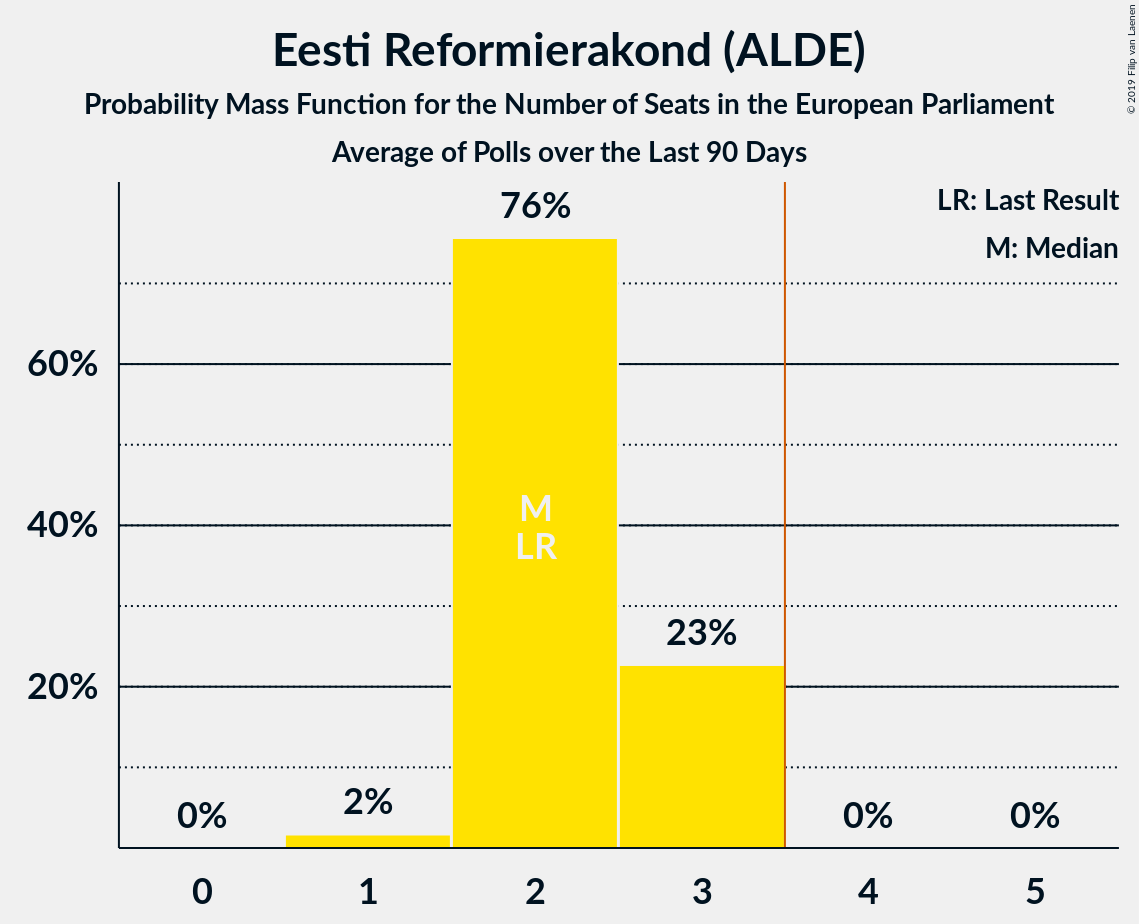 Eesti Reformierakond (ALDE)
Probability Mass Function for the Number of Seats in the European Parliament
Average of Polls over the Last 90 Days
© 2019 Filip van Laenen
LR: Last Result
M: Median
76%
60%
M
40%
LR
23%
20%
0%
2%
0%
0%
0
1
2
3
4
5